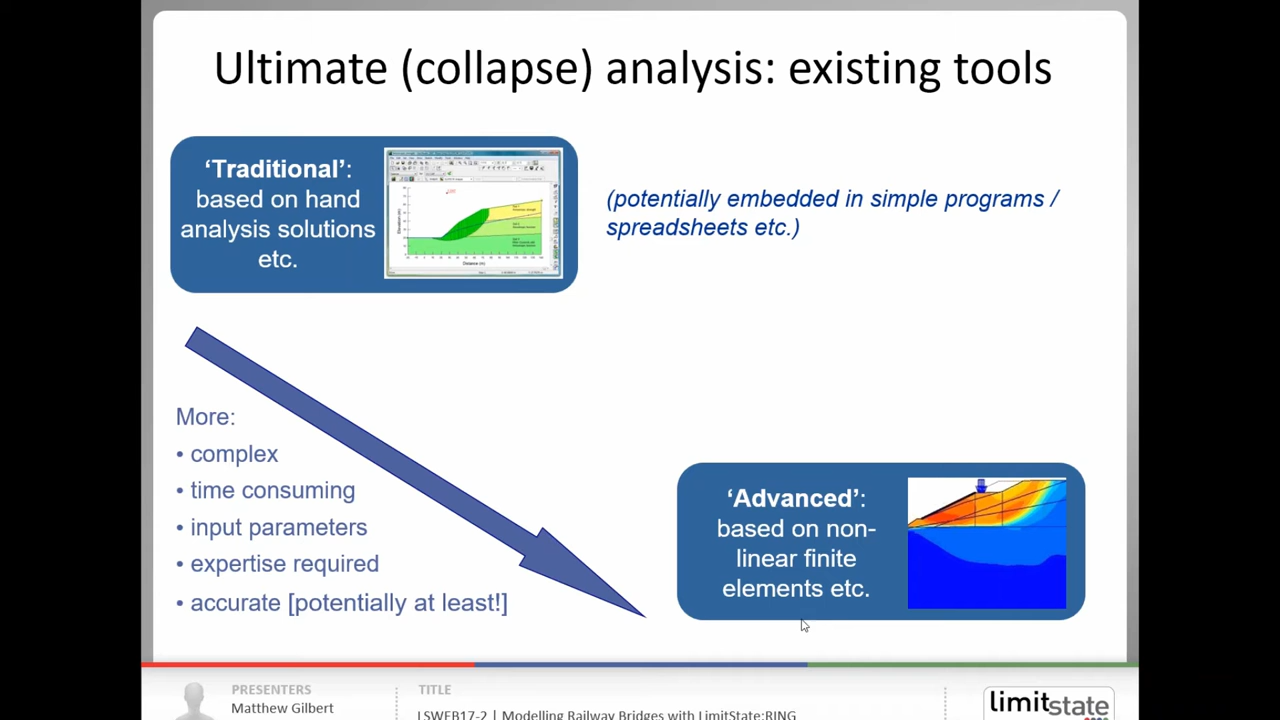 Ultimate (collapse) analysis: existing tools
‘Traditional’:
based on hand
analysis solutions
etc.
(potentially embedded in simple programs /
spreadsheets etc.)
More:
• complex
• time consuming
• input parameters
• expertise required
• accurate [potentially at least!]
‘Advanced’:
based on non-
linear finite
elements etc.
PRESENTERS
Matthew Gilbert
TITLE
LSWEB17-2 | Modelling Railway Bridges with LimitState:RING
limitstate